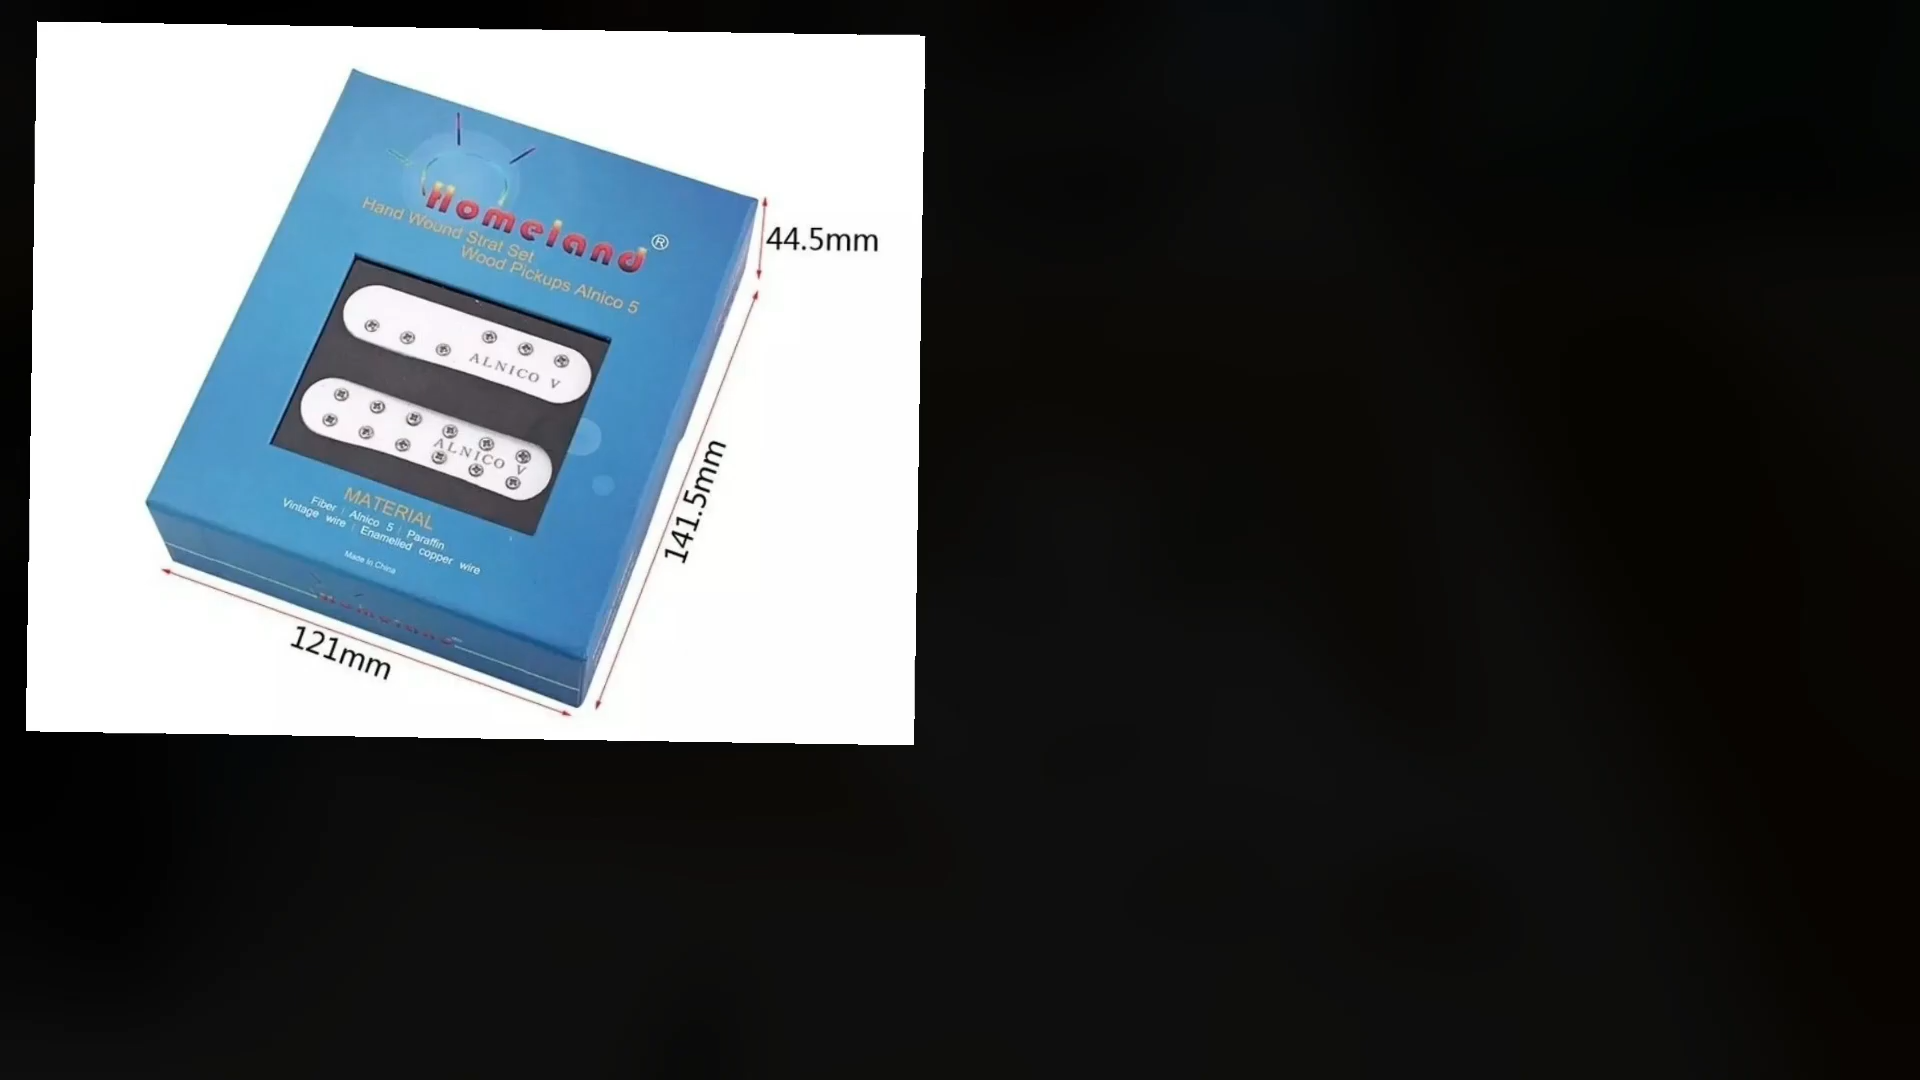 Homeland®
Hand Wound Strat Set
Wood Pickups Alnico 5
ALNICO V
ALNICO V
MATERIAL
Fiber | Alnico 5 | Paraffin
Vintage wire | Enamelled copper wire
Made In China
Homeland
44.5mm
141.5mm
121mm